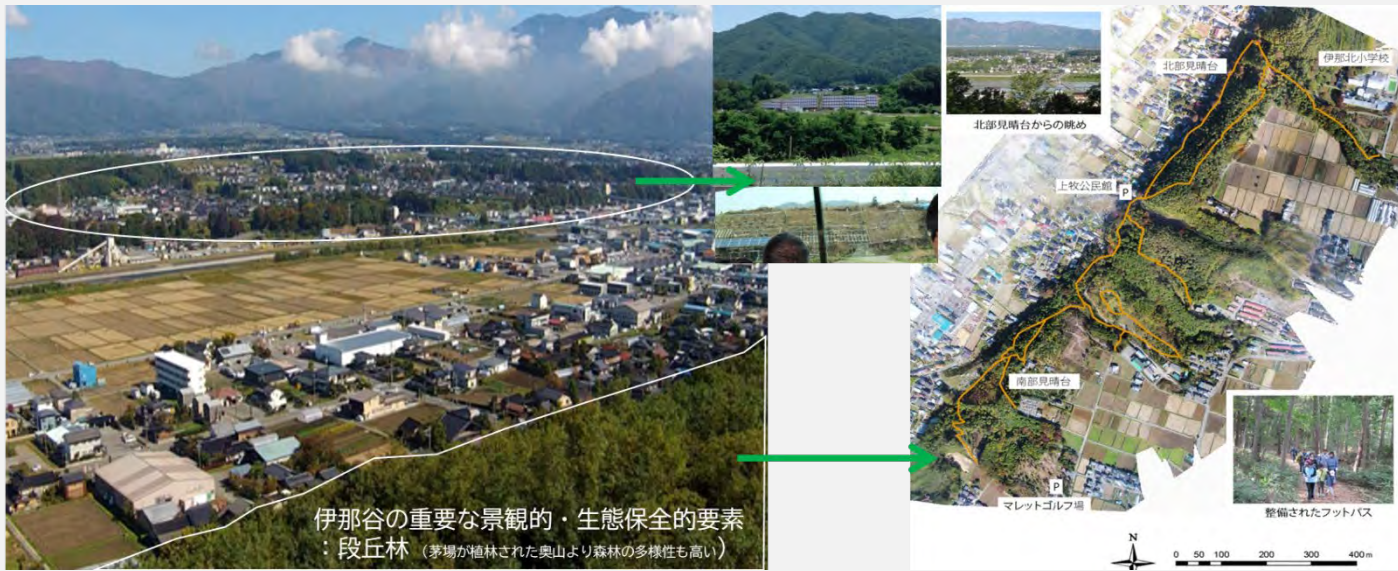 伊那谷の重要な景観的・生態保全的要素
：段丘林（茅場が植林された奥山より森林の多様性も高い）
北部見晴台からの眺め
北部見晴台
伊那北小学校
上牧公民館
P
南部見晴台
P
マレットゴルフ場
整備されたフットパス
N
0 50 100 200 300 400 m